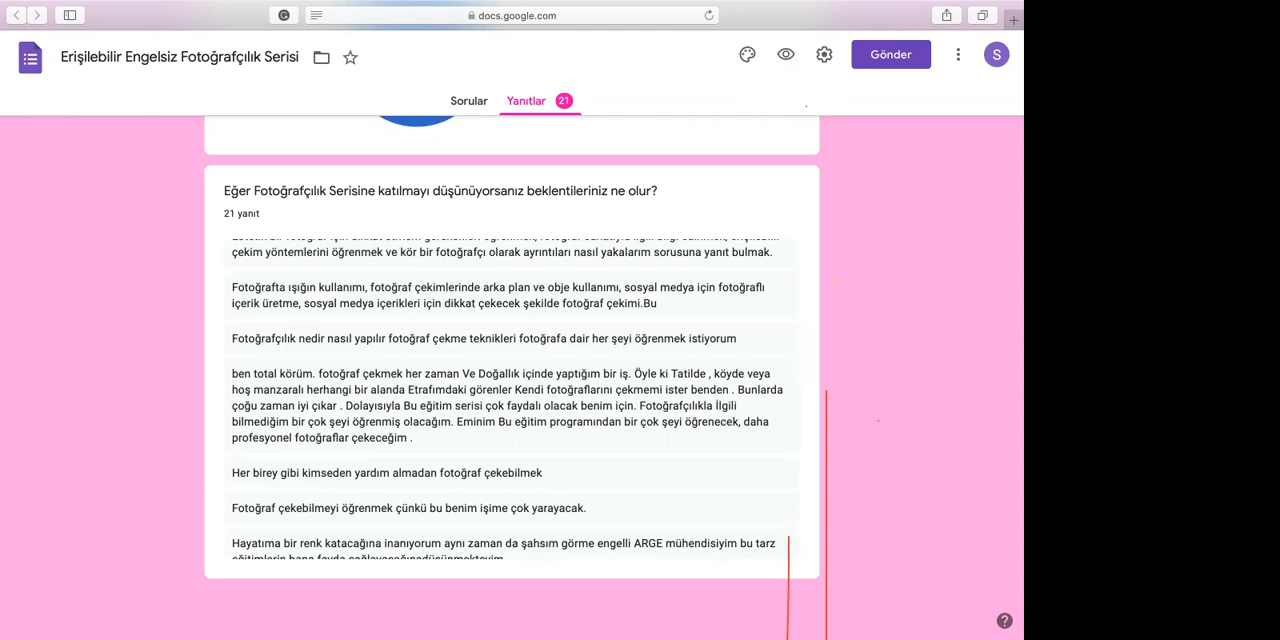 docs.google.com
Erişilebilir Engelsiz Fotoğrafçılık Serisi
Gönder
S
Sorular
Yanıtlar 21
Eğer Fotoğrafçılık Serisine katılmayı düşünüyorsanız beklentileriniz ne olur?
21 yanıt
çekim yöntemlerini öğrenmek ve kör bir fotoğrafçı olarak ayrıntıları nasıl yakalarım sorusuna yanıt bulmak.
Fotoğrafta ışığın kullanımı, fotoğraf çekimlerinde arka plan ve obje kullanımı, sosyal medya için fotoğraflı
içerik üretme, sosyal medya içerikleri için dikkat çekecek şekilde fotoğraf çekimi.Bu
Fotoğrafçılık nedir nasıl yapılır fotoğraf çekme teknikleri fotoğrafa dair her şeyi öğrenmek istiyorum
ben total körüm. fotoğraf çekmek her zaman Ve Doğallık içinde yaptığım bir iş. Öyle ki Tatilde , köyde veya
hoş manzaralı herhangi bir alanda Etrafımdaki görenler Kendi fotoğraflarını çekmemi ister benden . Bunlarda
çoğu zaman iyi çıkar . Dolayısıyla Bu eğitim serisi çok faydalı olacak benim için. Fotoğrafçılıkla İlgili
bilmediğim bir çok şeyi öğrenmiş olacağım. Eminim Bu eğitim programından bir çok şeyi öğrenecek, daha
profesyonel fotoğraflar çekeceğim .
Her birey gibi kimseden yardım almadan fotoğraf çekebilmek
Fotoğraf çekebilmeyi öğrenmek çünkü bu benim işime çok yarayacak.
Hayatıma bir renk katacağına inanıyorum aynı zaman da şahsım görme engelli ARGE mühendisiyim bu tarz
eğitimlerin bana fayda sağlayacağınadüşünmekteyim